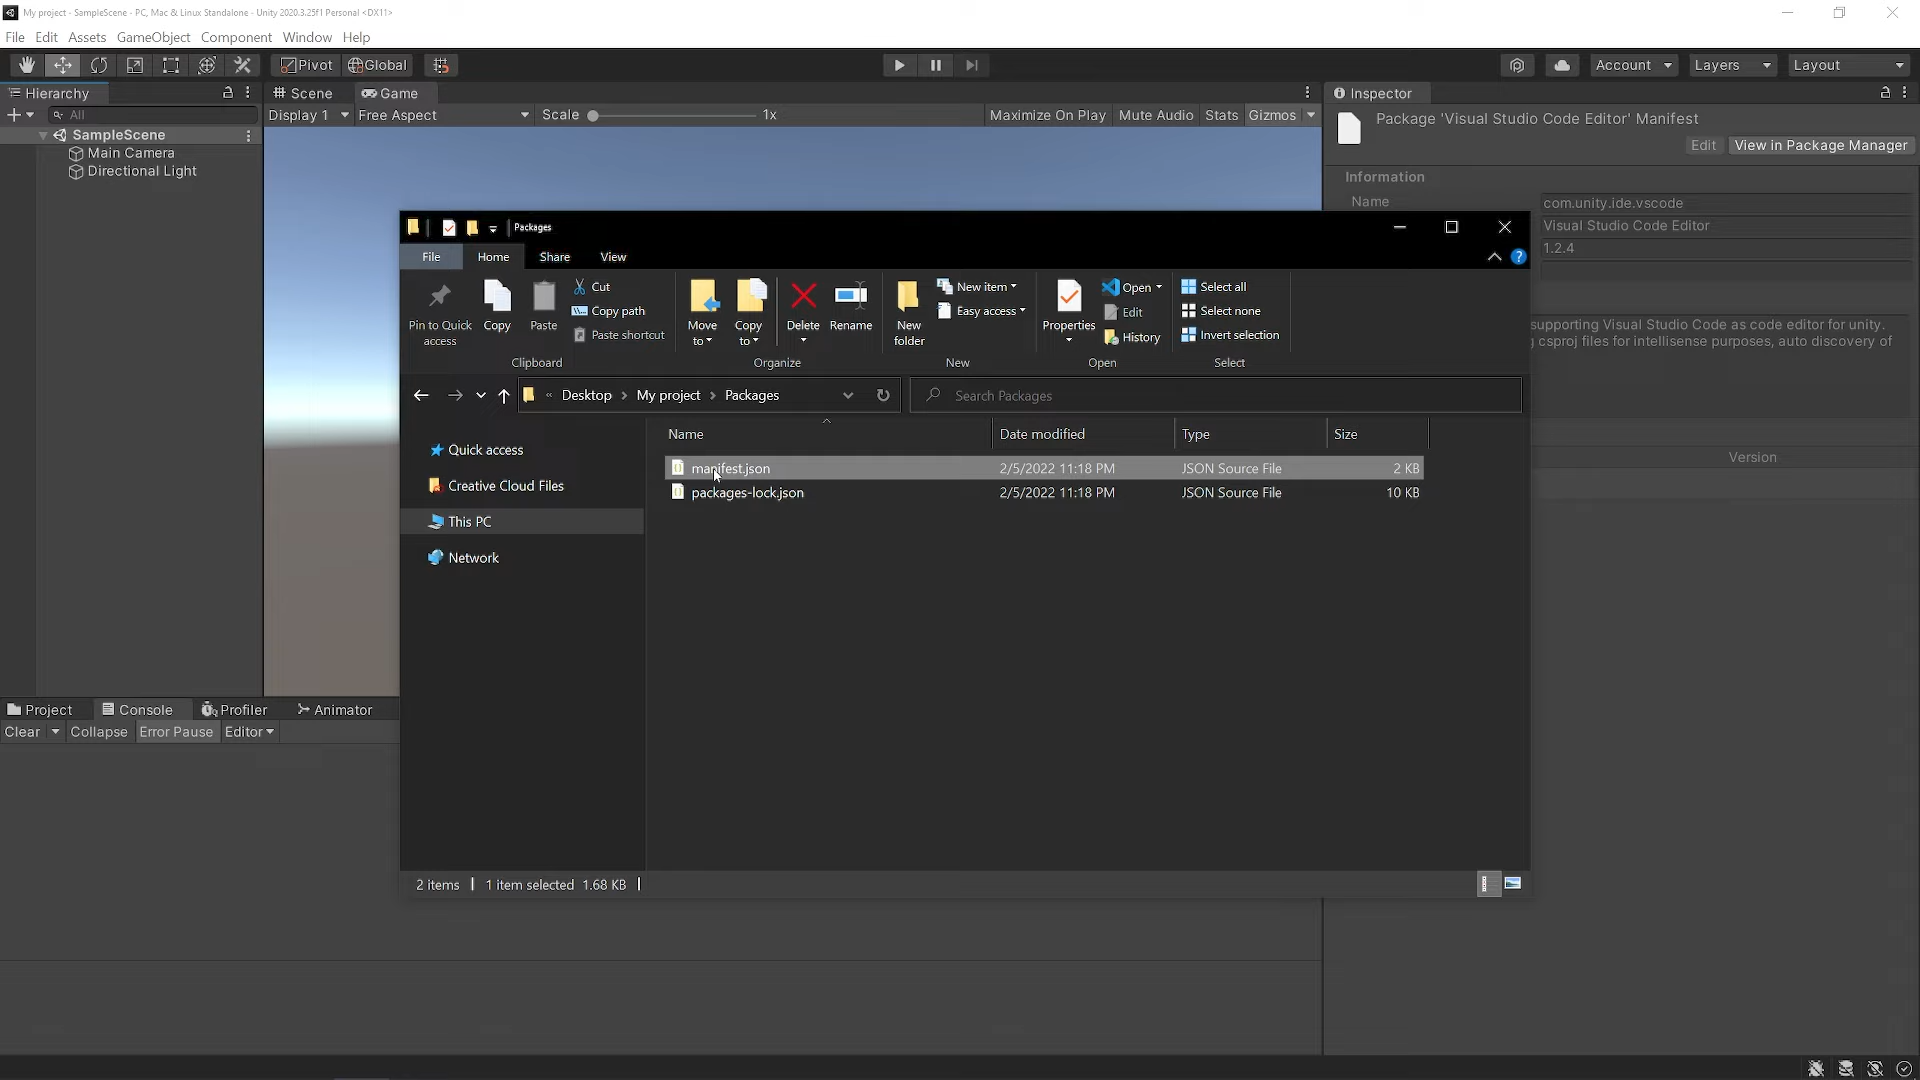 My project - SampleScene - PC, Mac & Linux Standalone - Unity 2020.3.25f1 Personal <DX11>
File Edit Assets GameObject Component Window Help
Pivot Global Account Layers Layout
Hierarchy Scene Game Inspector
All Display 1 Free Aspect Scale 1x Maximize On Play Mute Audio Stats Gizmos
Package 'Visual Studio Code Editor' Manifest
SampleScene
Edit View in Package Manager
Main Camera
Directional Light
Information
Name com.unity.ide.vscode
Visual Studio Code Editor
1.2.4
Packages
File Home Share View
Pin to Quick access
Copy
Paste
Cut
Copy path
Paste shortcut
Clipboard
Move to
Copy to
Delete
Rename
Organize
New folder
New item
Easy access
New
Properties
Open
Edit
History
Open
Select all
Select none
Invert selection
Select
supporting Visual Studio Code as code editor for unity.
csproj files for intellisense purposes, auto discovery of
« Desktop > My project > Packages
Search Packages
Name Date modified Type Size
Quick access
Creative Cloud Files
This PC
Network
manifest.json 2/5/2022 11:18 PM JSON Source File 2 KB
packages-lock.json 2/5/2022 11:18 PM JSON Source File 10 KB
Version
2 items 1 item selected 1.68 KB
Project Console Profiler Animator
Clear Collapse Error Pause Editor